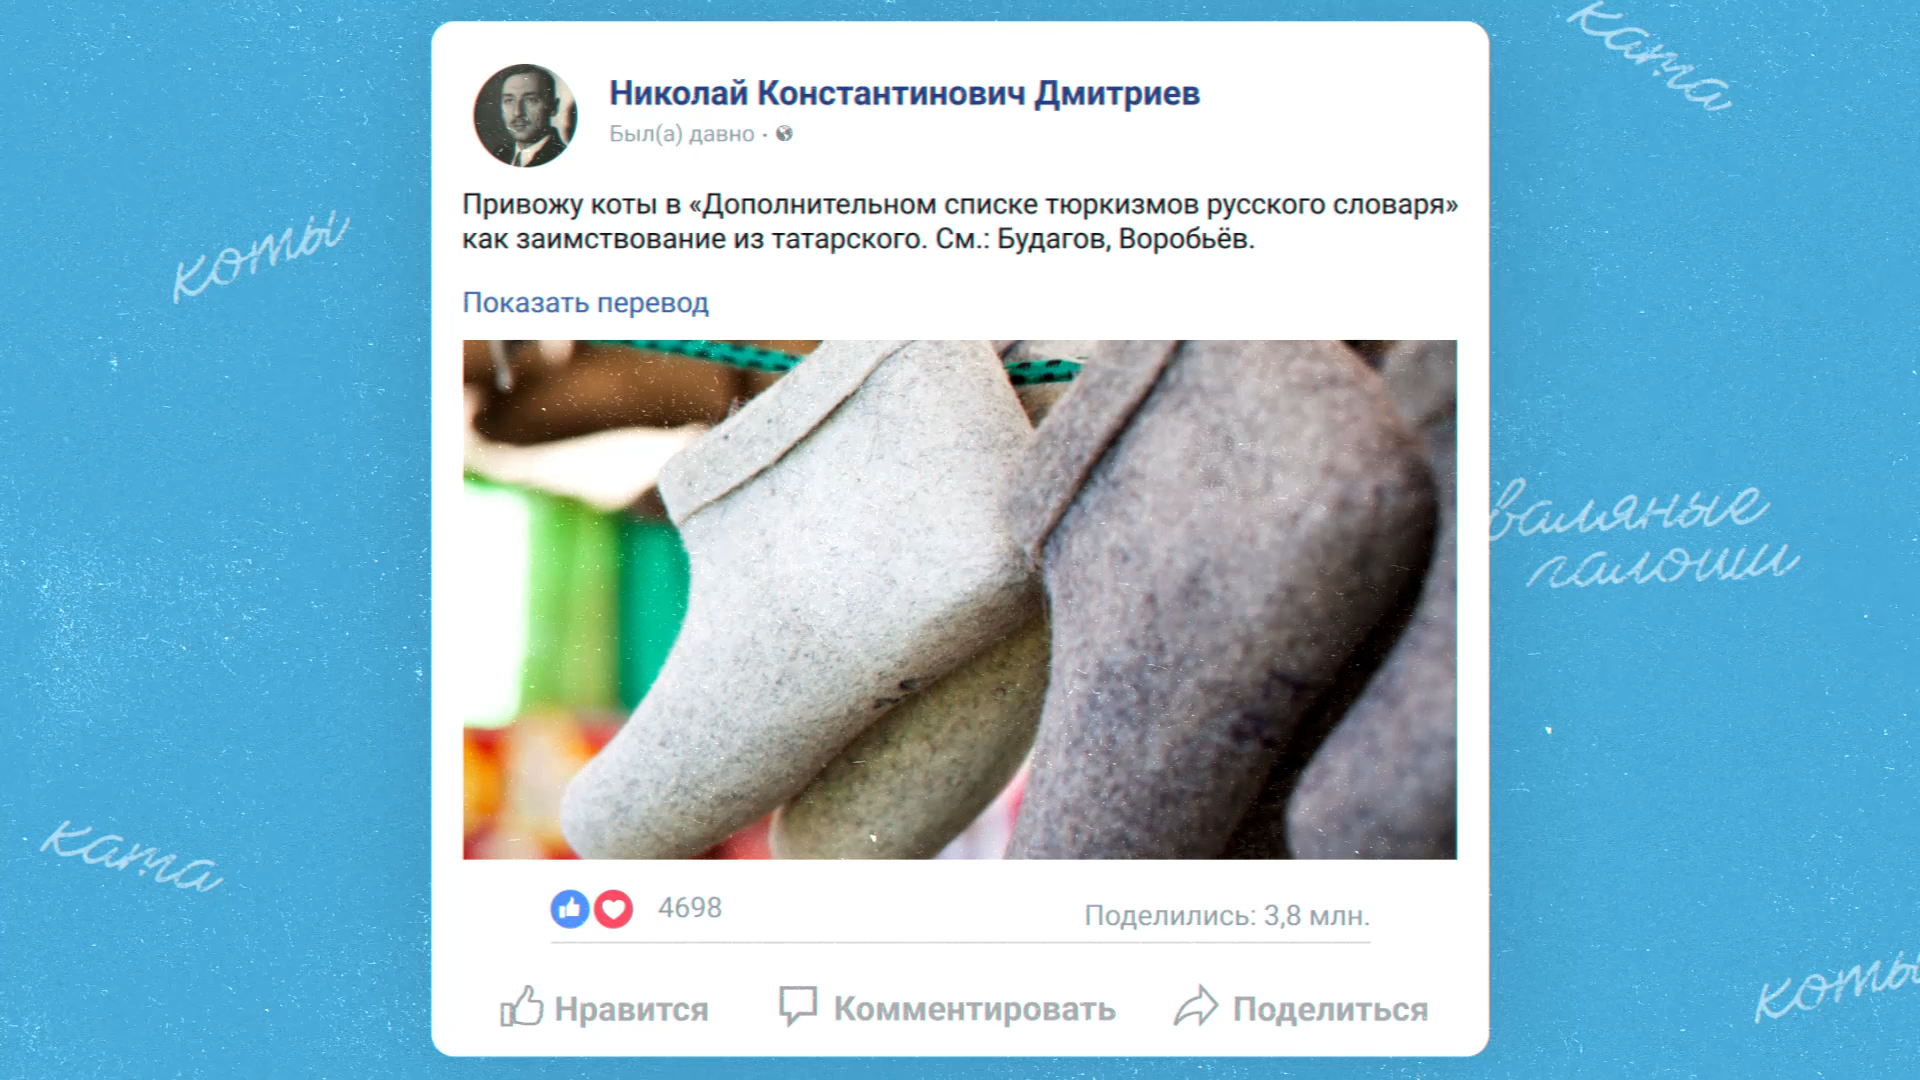 Николай Константинович Дмитриев
Был(а) давно ·
Привожу коты в «Дополнительном списке тюркизмов русского словаря»
как заимствование из татарского. См.: Будагов, Воробьёв.
Показать перевод
4698
Поделились: 3,8 млн.
Нравится
Комментировать
Поделиться
ката
коты
валяные
галоши
ката
коты